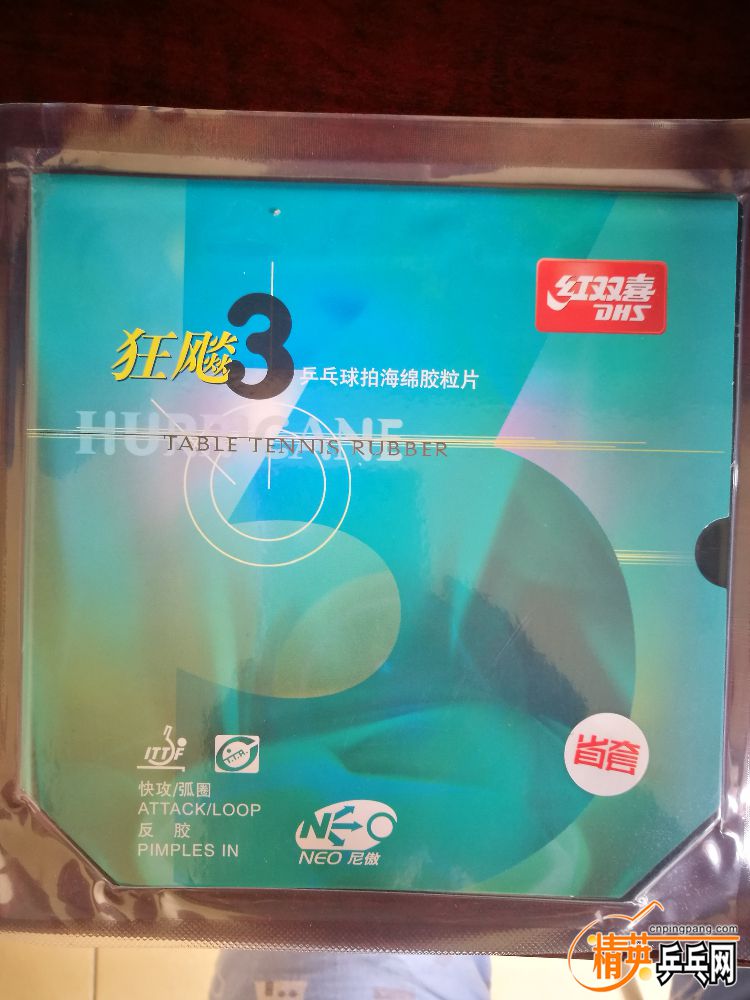 红双喜
DHS
狂飚3
乒乓球拍海绵胶粒片
HURRICANE
TABLE TENNIS RUBBER
省套
ITTF
T.T.A.
快攻/弧圈
ATTACK/LOOP
反 胶
PIMPLES IN
NEO
NEO 尼傲
cnpingpang.com
精英乒乓网